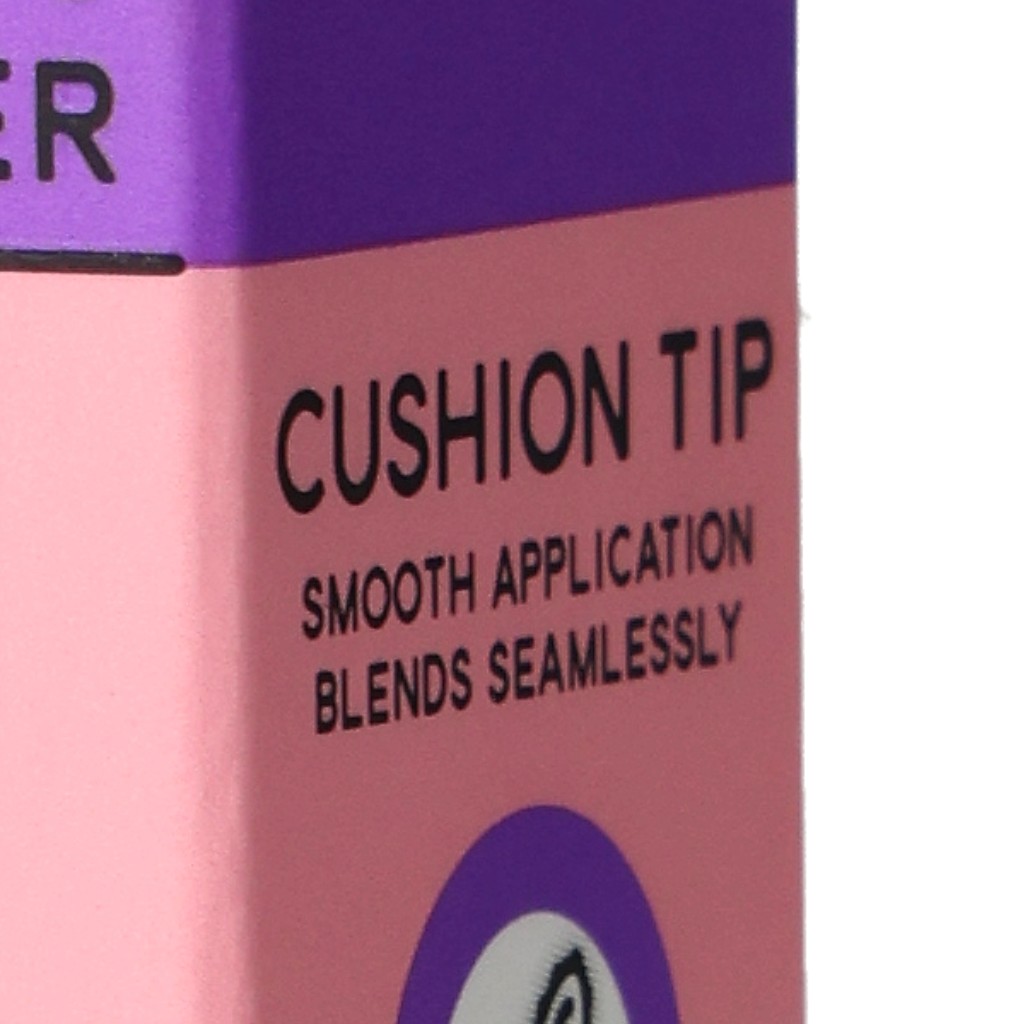 ER
CUSHION TIP
SMOOTH APPLICATION
BLENDS SEAMLESSLY